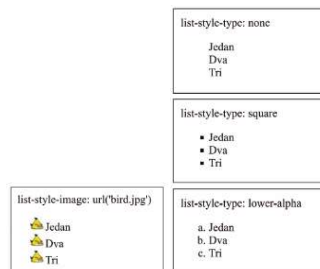 list-style-type: none
Jedan
Dva
Tri
list-style-type: square
▪ Jedan
▪ Dva
▪ Tri
list-style-image: url('bird.jpg')
Jedan
Dva
Tri
list-style-type: lower-alpha
a. Jedan
b. Dva
c. Tri